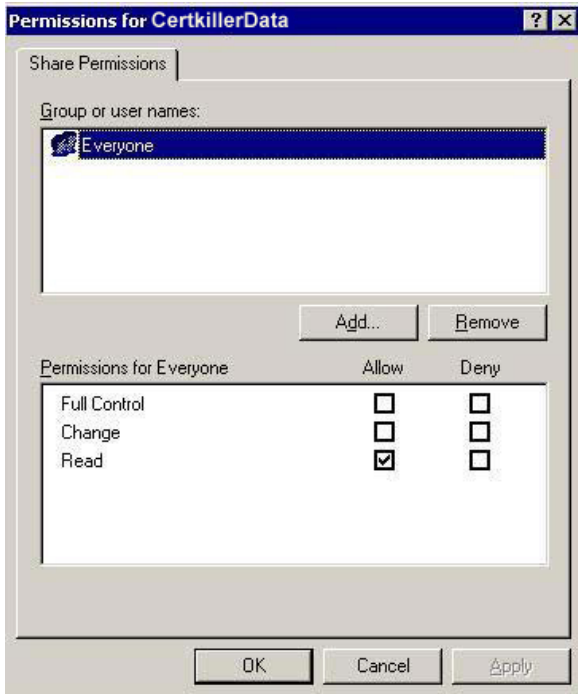 Permissions for CertkillerData
Share Permissions
Group or user names:
Everyone
Add... Remove
Permissions for Everyone Allow Deny
Full Control
Change
Read
OK Cancel Apply